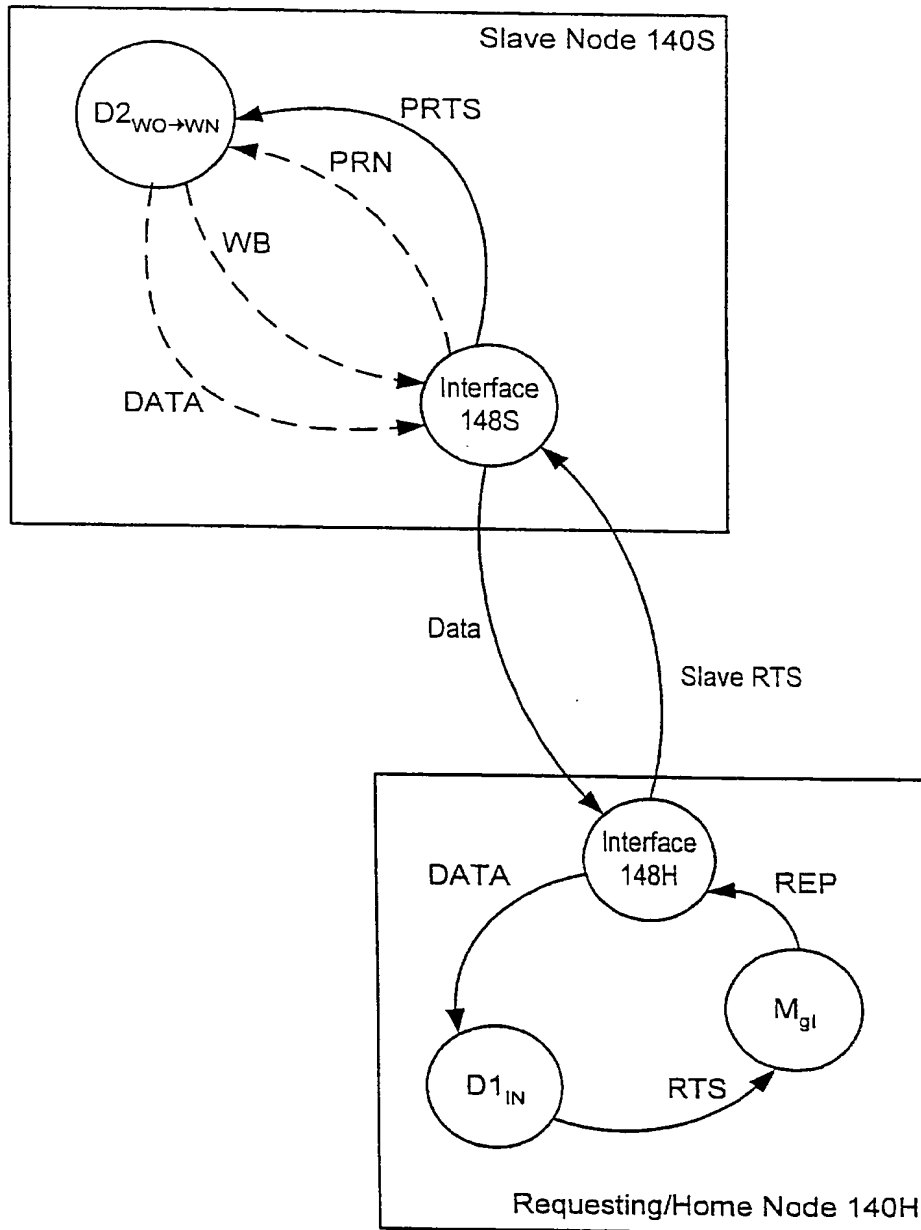 Slave Node 140S
D2WO→WN
PRTS
PRN
WB
DATA
Interface
148S
Data
Slave RTS
Interface
148H
DATA
REP
Mgl
D1IN
RTS
Requesting/Home Node 140H